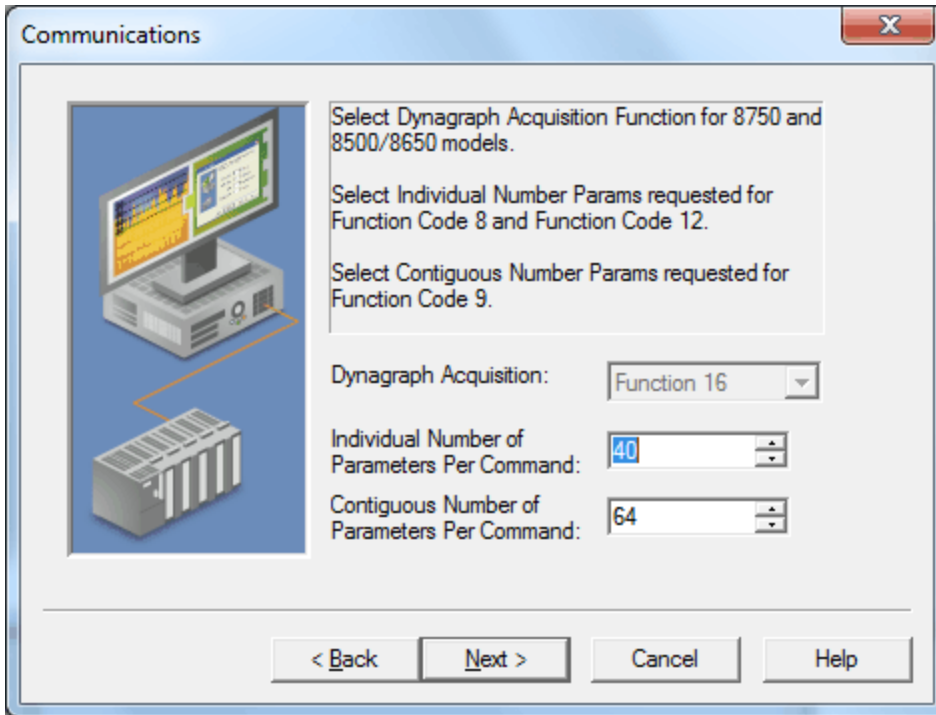 Communications
Select Dynagraph Acquisition Function for 8750 and
8500/8650 models.
Select Individual Number Params requested for
Function Code 8 and Function Code 12.
Select Contiguous Number Params requested for
Function Code 9.
Dynagraph Acquisition:
Function 16
Individual Number of
Parameters Per Command:
40
Contiguous Number of
Parameters Per Command:
64
< Back
Next >
Cancel
Help